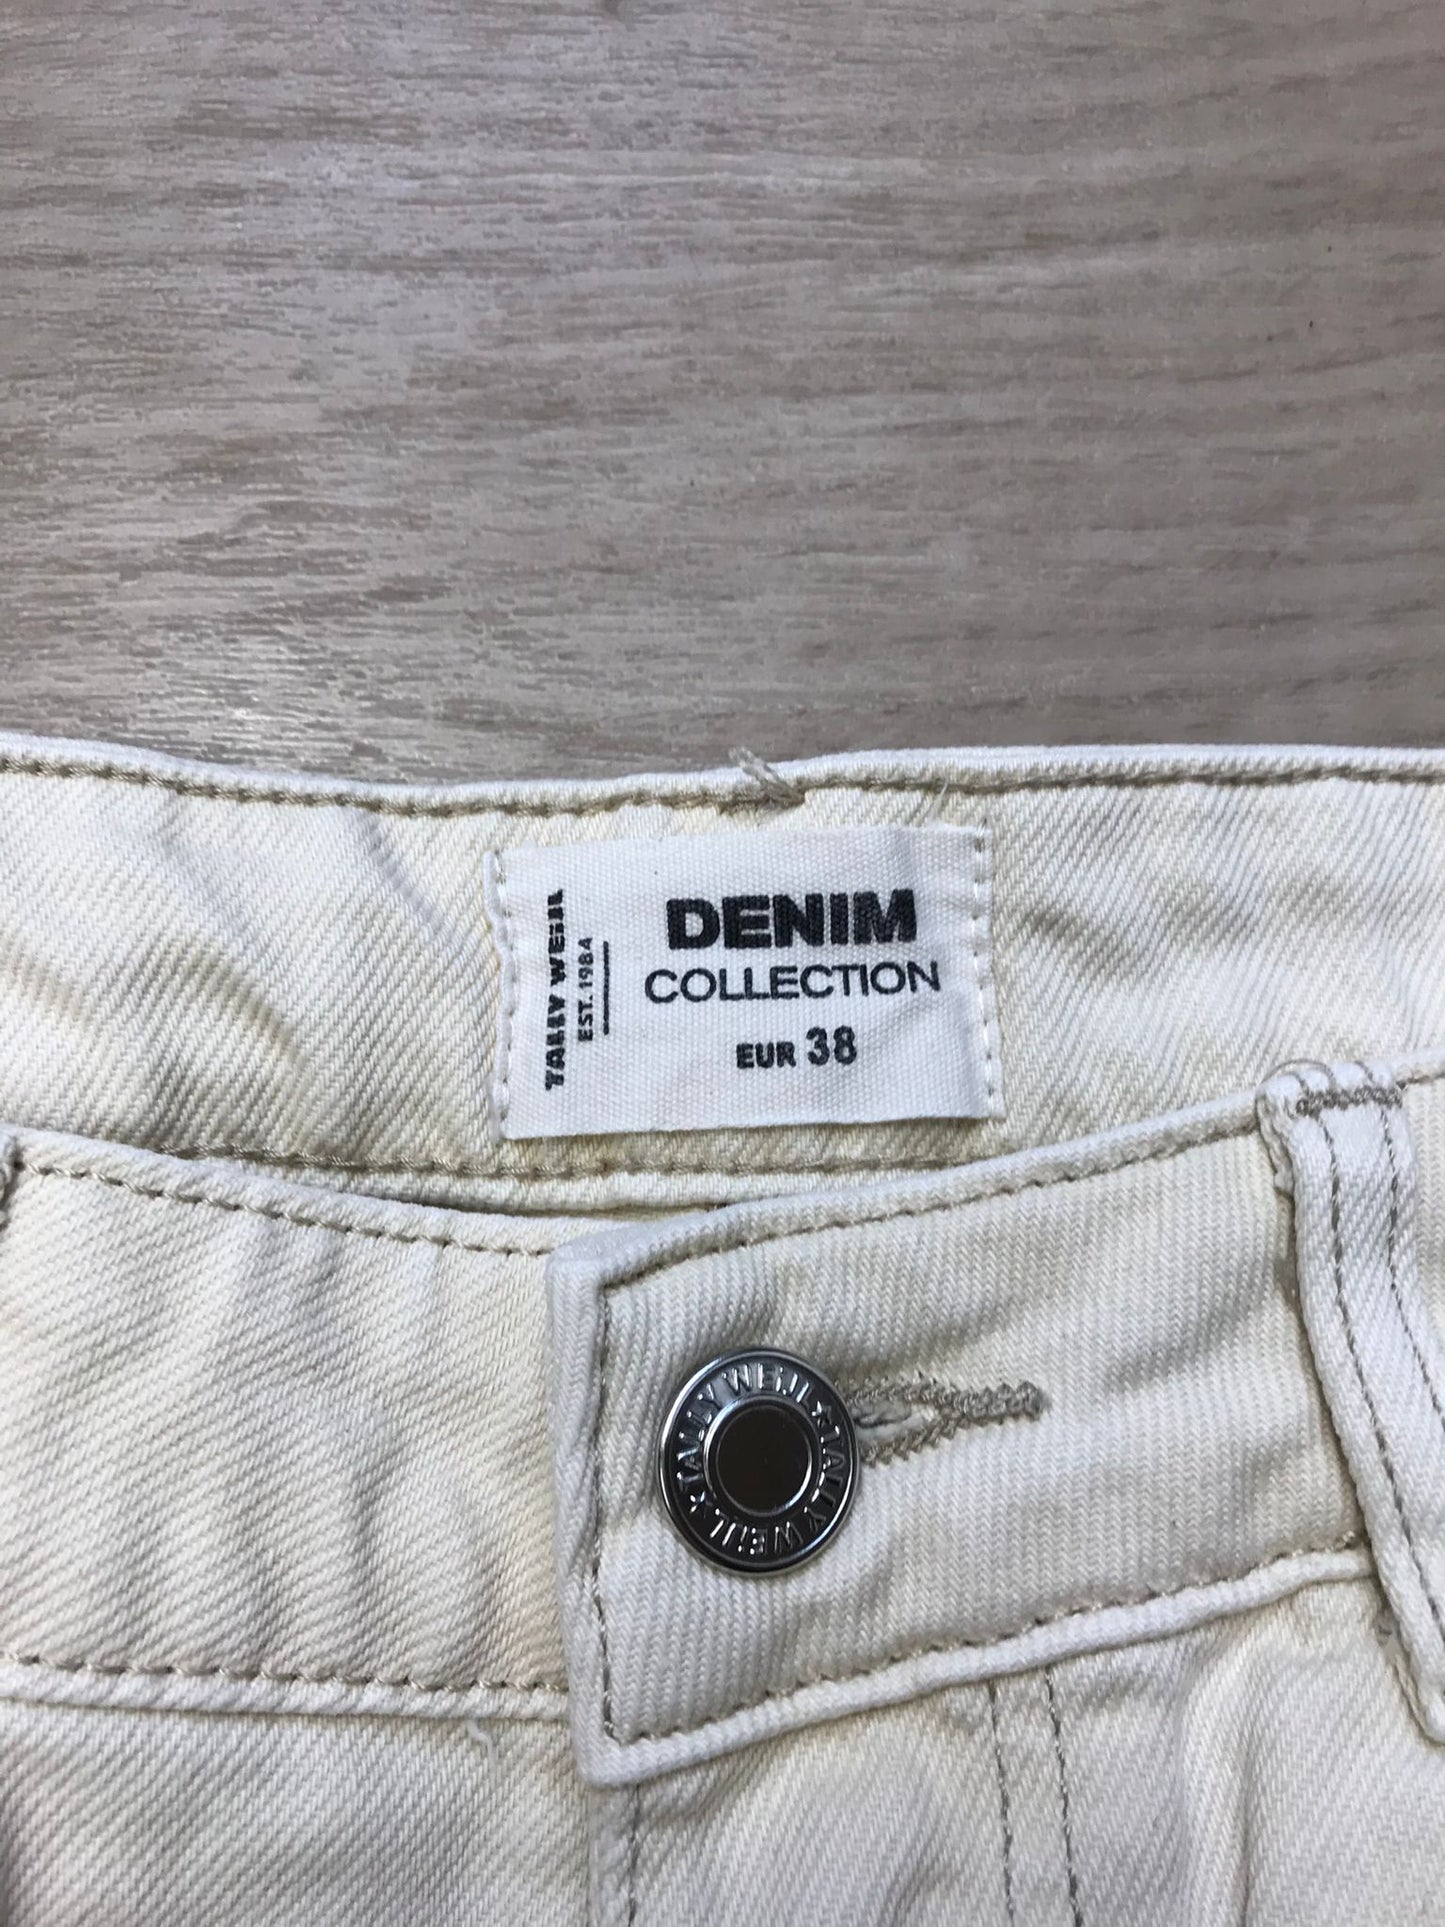 TALLY WEiJL
EST. 1984
DENIM
COLLECTION
EUR 38
TALLY WEiJL ★ TALLY WEiJL ★